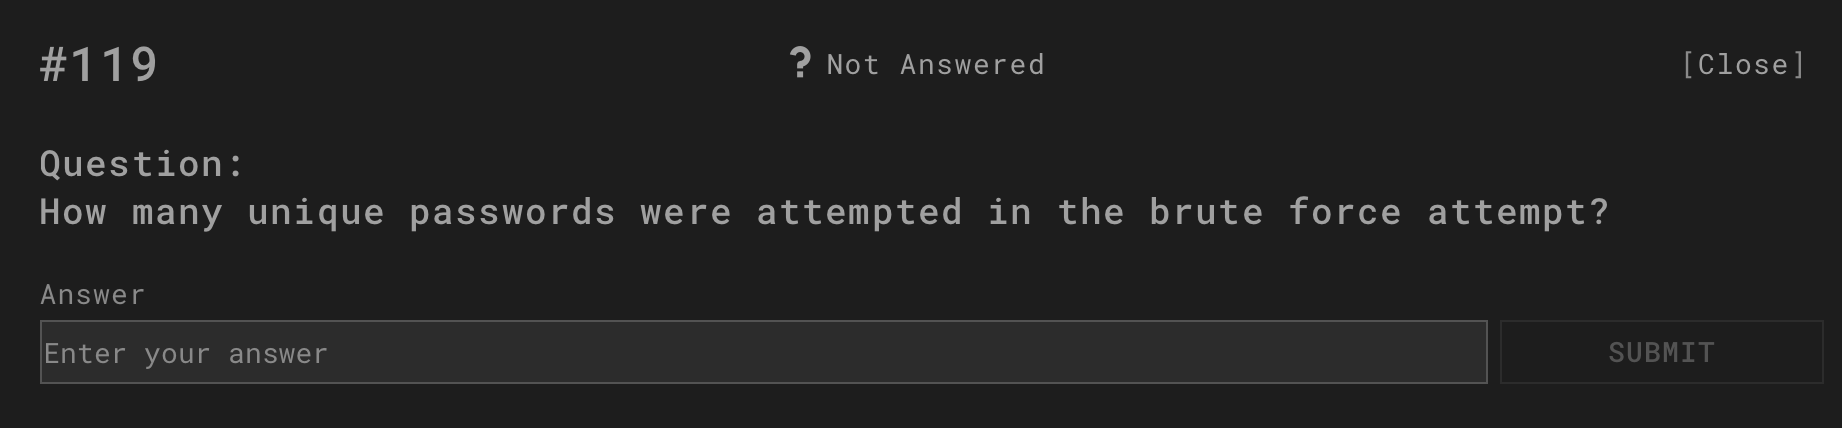 #119
? Not Answered
[Close]
Question:
How many unique passwords were attempted in the brute force attempt?
Answer
Enter your answer
SUBMIT